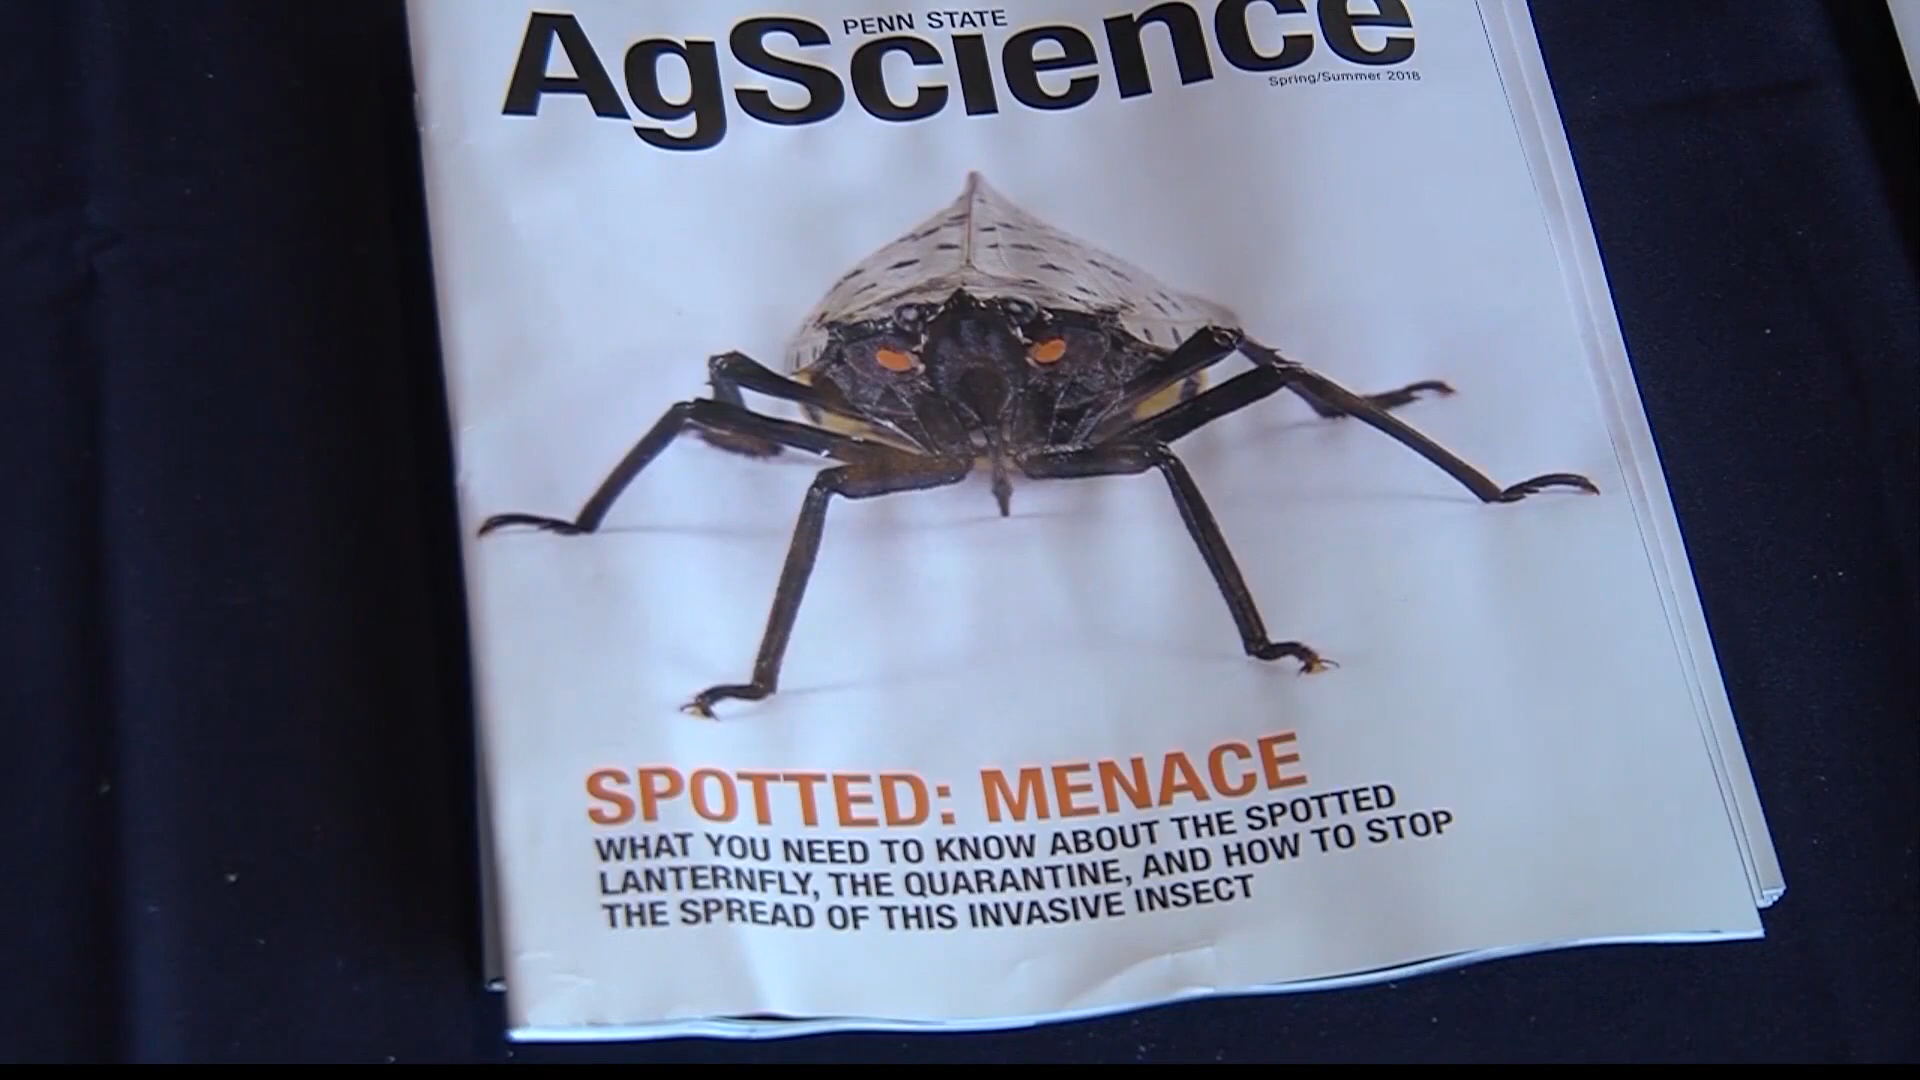 PENN STATE
AgScience
Spring/Summer 2018
SPOTTED: MENACE
WHAT YOU NEED TO KNOW ABOUT THE SPOTTED
LANTERNFLY, THE QUARANTINE, AND HOW TO STOP
THE SPREAD OF THIS INVASIVE INSECT